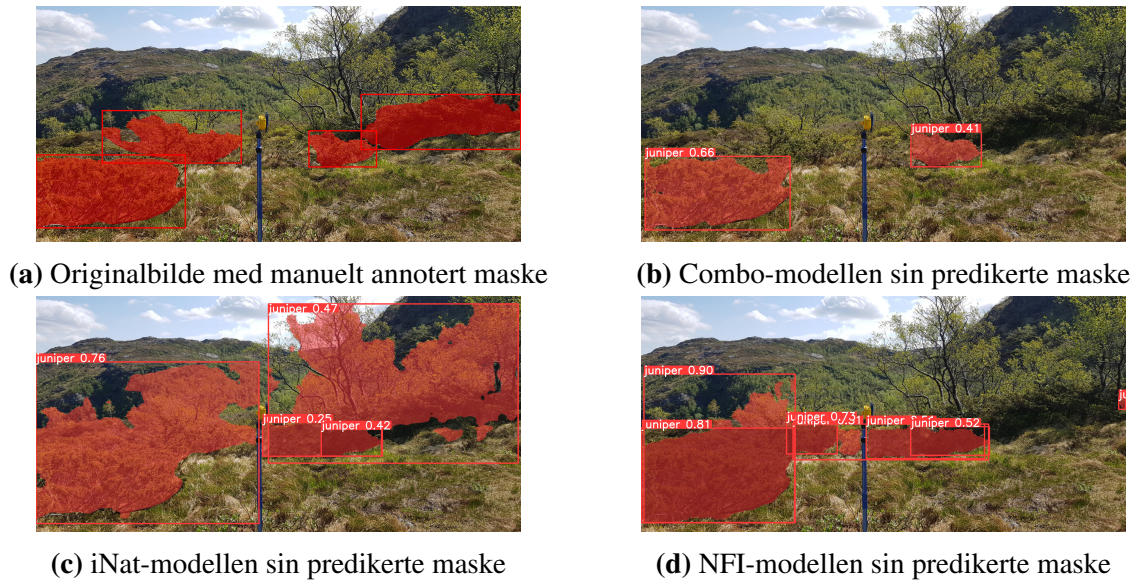 juniper 0.41
juniper 0.66
(a) Originalbilde med manuelt annotert maske
(b) Combo-modellen sin predikerte maske
juniper 0.47
juniper 0.76
juniper 0.25
juniper 0.42
juniper 0.90
juniper 0.73
juniper 0.81
juniper 0.52
(c) iNat-modellen sin predikerte maske
(d) NFI-modellen sin predikerte maske